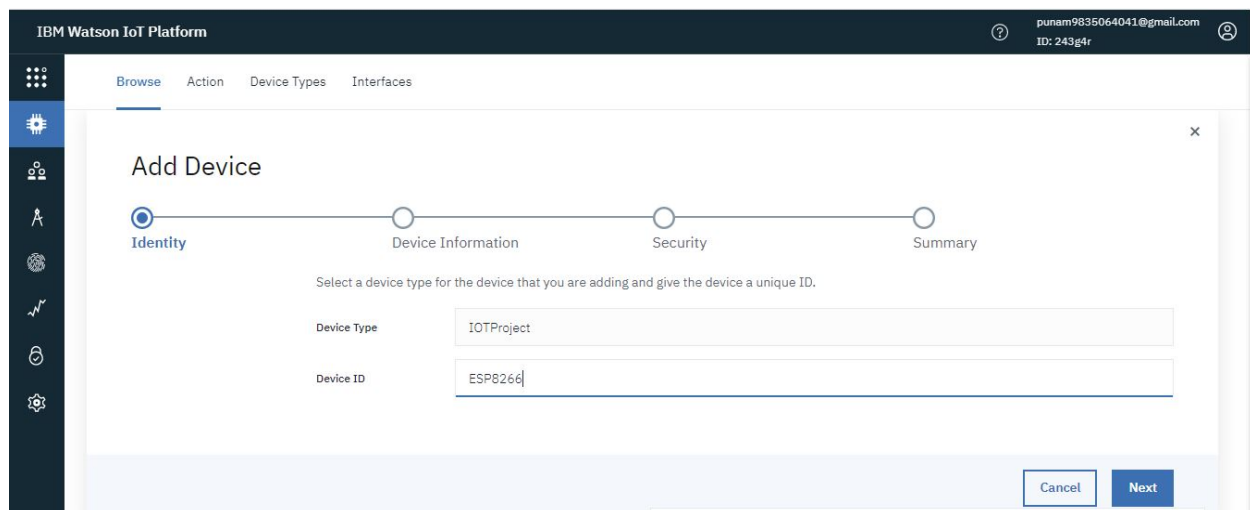 IBM Watson IoT Platform
punam9835064041@gmail.com
ID: 243g4r
Browse Action Device Types Interfaces
Add Device
Identity Device Information Security Summary
Select a device type for the device that you are adding and give the device a unique ID.
Device Type IOTProject
Device ID ESP8266
Cancel Next